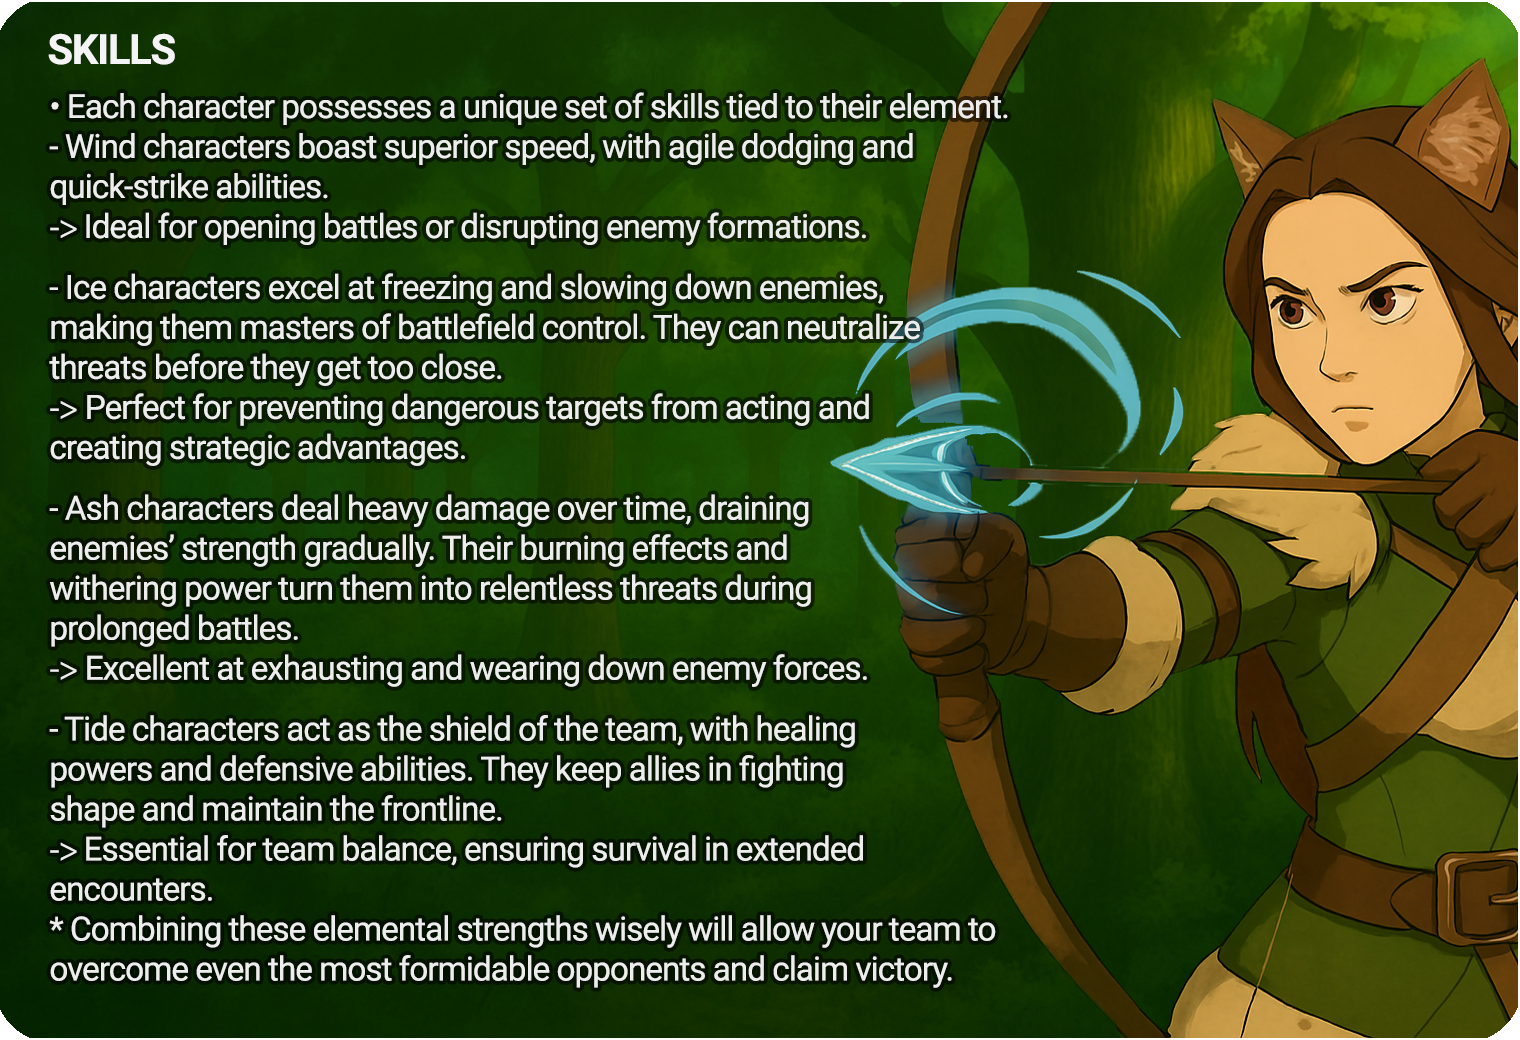 SKILLS
• Each character possesses a unique set of skills tied to their element.
- Wind characters boast superior speed, with agile dodging and
quick-strike abilities.
-> Ideal for opening battles or disrupting enemy formations.
- Ice characters excel at freezing and slowing down enemies,
making them masters of battlefield control. They can neutralize
threats before they get too close.
-> Perfect for preventing dangerous targets from acting and
creating strategic advantages.
- Ash characters deal heavy damage over time, draining
enemies’ strength gradually. Their burning effects and
withering power turn them into relentless threats during
prolonged battles.
-> Excellent at exhausting and wearing down enemy forces.
- Tide characters act as the shield of the team, with healing
powers and defensive abilities. They keep allies in fighting
shape and maintain the frontline.
-> Essential for team balance, ensuring survival in extended
encounters.
* Combining these elemental strengths wisely will allow your team to
overcome even the most formidable opponents and claim victory.